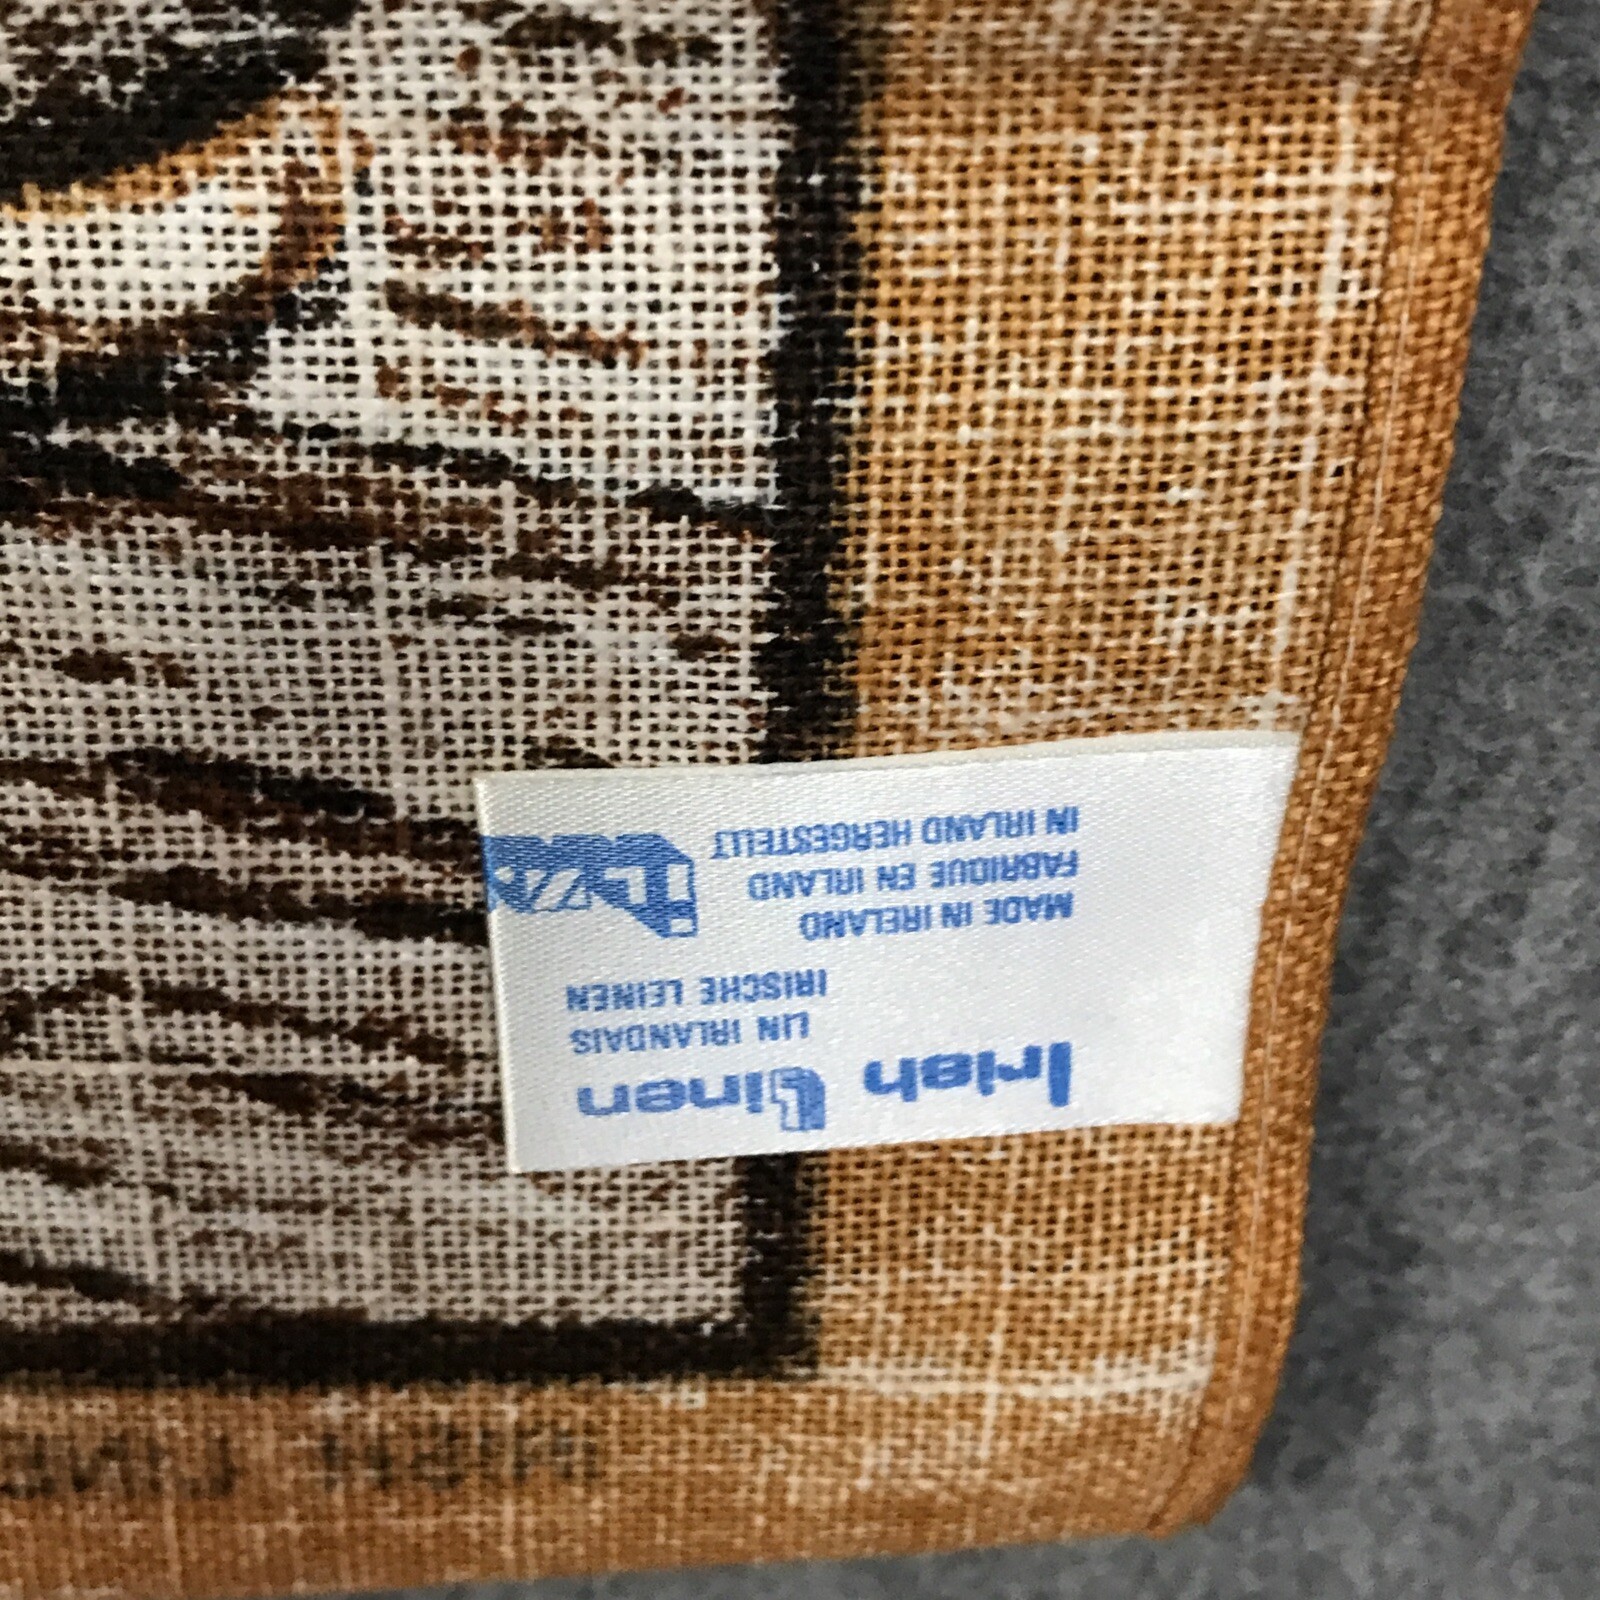 Irish Linen
LIN IRLANDAIS
IRISCHE LEINEN
MADE IN IRELAND
FABRIQUE EN IRLAND
IN IRLAND HERGESTELLT